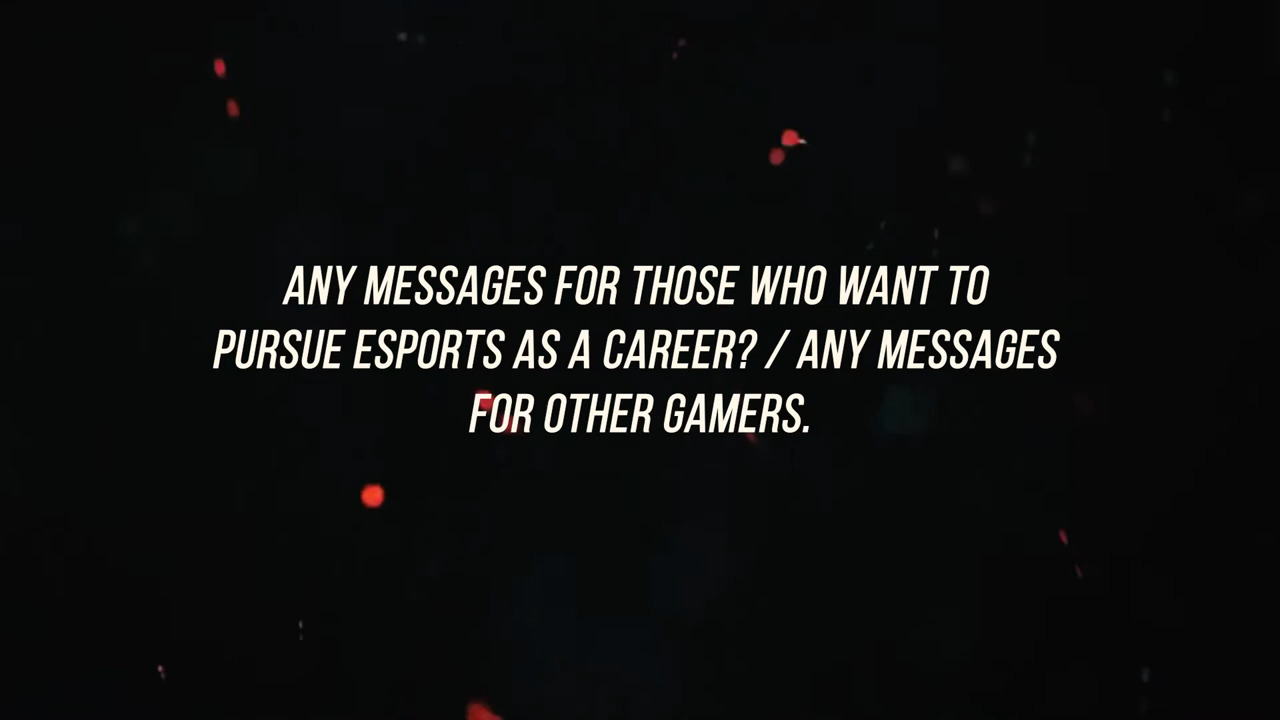 ANY MESSAGES FOR THOSE WHO WANT TO
PURSUE ESPORTS AS A CAREER? / ANY MESSAGES
FOR OTHER GAMERS.